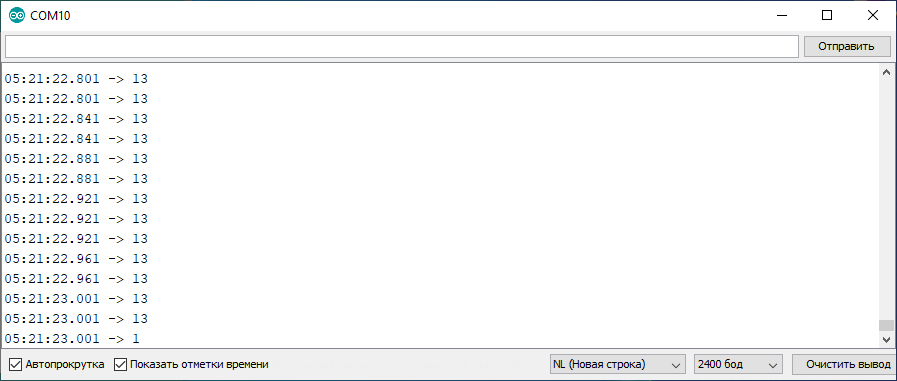 COM10
Отправить
05:21:22.801 -> 13
05:21:22.801 -> 13
05:21:22.841 -> 13
05:21:22.841 -> 13
05:21:22.881 -> 13
05:21:22.881 -> 13
05:21:22.921 -> 13
05:21:22.921 -> 13
05:21:22.921 -> 13
05:21:22.961 -> 13
05:21:22.961 -> 13
05:21:23.001 -> 13
05:21:23.001 -> 13
05:21:23.001 -> 1
Автопрокрутка Показать отметки времени NL (Новая строка) 2400 бод Очистить вывод